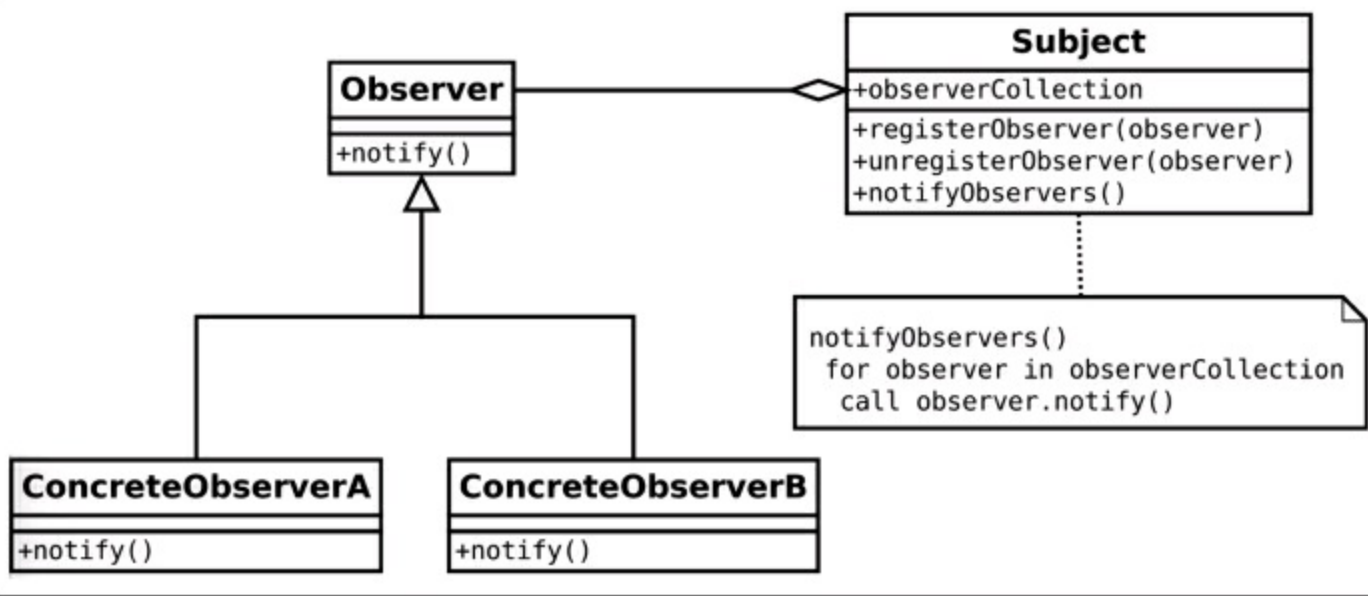 Observer
+notify()
Subject
+observerCollection
+registerObserver(observer)
+unregisterObserver(observer)
+notifyObservers()
notifyObservers()
for observer in observerCollection
call observer.notify()
ConcreteObserverA
+notify()
ConcreteObserverB
+notify()